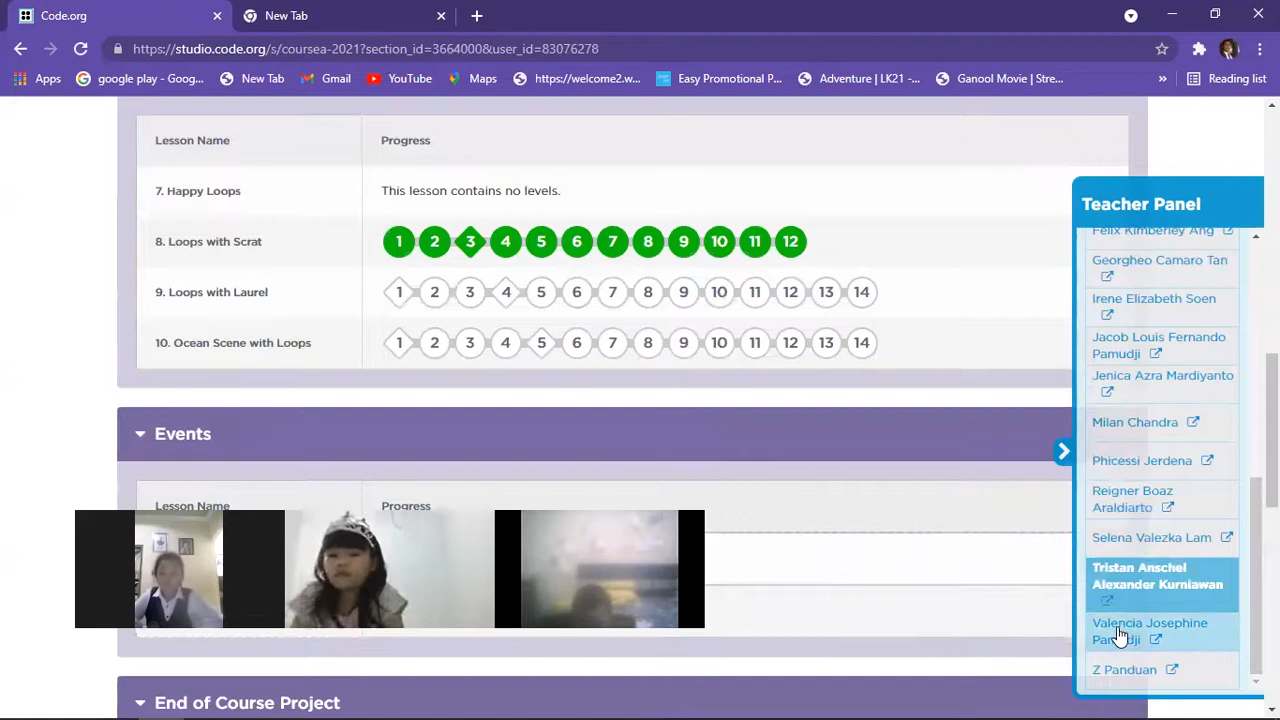 Code.org
New Tab
https://studio.code.org/s/coursea-2021?section_id=3664000&user_id=83076278
Apps
google play - Goog...
New Tab
Gmail
YouTube
Maps
https://welcome2.w...
Easy Promotional P...
Adventure | LK21 -...
Ganool Movie | Stre...
»
Reading list
Lesson Name
Progress
7. Happy Loops
This lesson contains no levels.
8. Loops with Scrat
1 2 3 4 5 6 7 8 9 10 11 12
9. Loops with Laurel
1 2 3 4 5 6 7 8 9 10 11 12 13 14
10. Ocean Scene with Loops
1 2 3 4 5 6 7 8 9 10 11 12 13 14
Events
Lesson Name
Progress
End of Course Project
Teacher Panel
Felix Kimberley Ang
Georgheo Camaro Tan
Irene Elizabeth Soen
Jacob Louis Fernando
Pamudji
Jenica Azra Mardiyanto
Milan Chandra
Phicessi Jerdena
Reigner Boaz
Araldiarto
Selena Valezka Lam
Tristan Anschel
Alexander Kurniawan
Valencia Josephine
Pamudji
Z Panduan